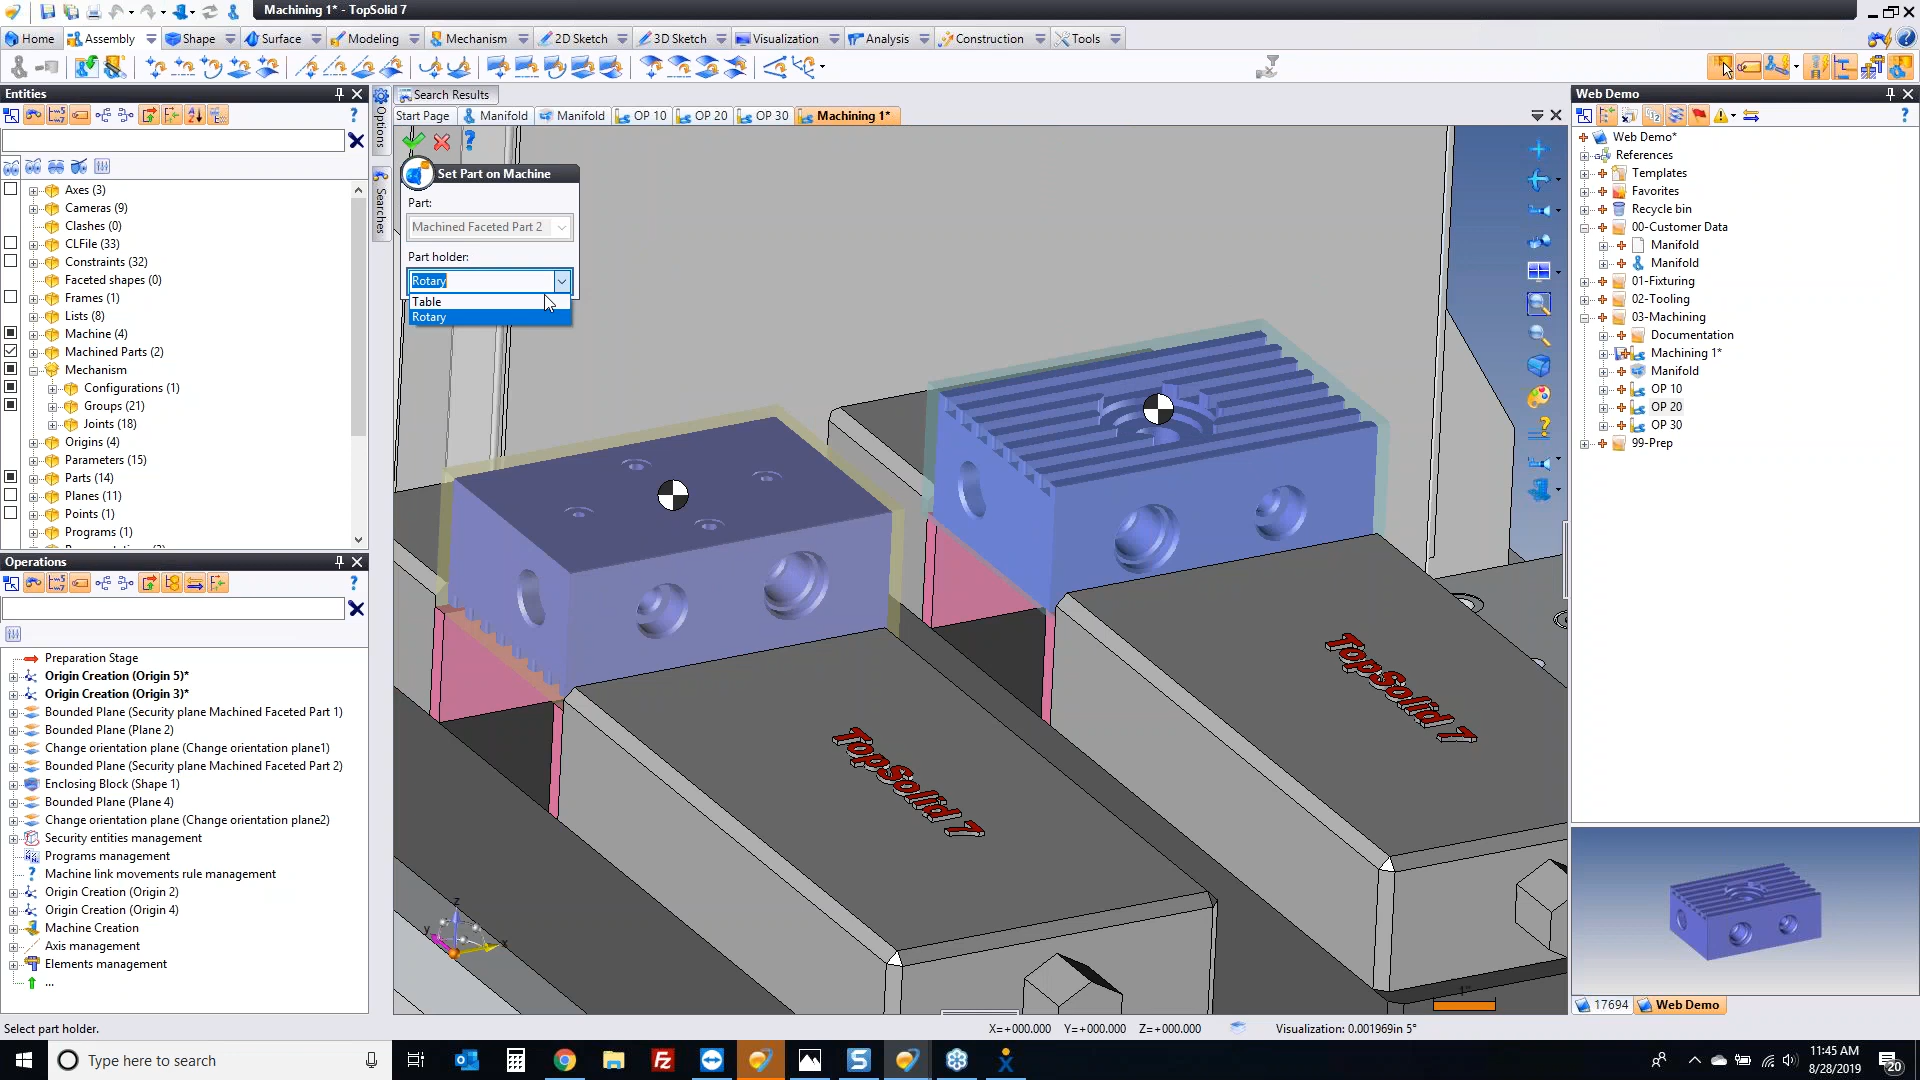 Machining 1* - TopSolid 7
Home
Assembly
Shape
Surface
Modeling
Mechanism
2D Sketch
3D Sketch
Visualization
Analysis
Construction
Tools
Entities
Axes (3)
Cameras (9)
Clashes (0)
CLFile (33)
Constraints (32)
Faceted shapes (0)
Frames (1)
Lists (8)
Machine (4)
Machined Parts (2)
Mechanism
Configurations (1)
Groups (21)
Joints (18)
Origins (4)
Parameters (15)
Parts (14)
Planes (11)
Points (1)
Programs (1)
Operations
Preparation Stage
Origin Creation (Origin 5)*
Origin Creation (Origin 3)*
Bounded Plane (Security plane Machined Faceted Part 1)
Bounded Plane (Plane 2)
Change orientation plane (Change orientation plane1)
Bounded Plane (Security plane Machined Faceted Part 2)
Enclosing Block (Shape 1)
Bounded Plane (Plane 4)
Change orientation plane (Change orientation plane2)
Security entities management
Programs management
Machine link movements rule management
Origin Creation (Origin 2)
Origin Creation (Origin 4)
Machine Creation
Axis management
Elements management
...
Options
Searches
Search Results
Start Page
Manifold
Manifold
OP 10
OP 20
OP 30
Machining 1*
Set Part on Machine
Part:
Machined Faceted Part 2
Part holder:
Rotary
Table
Rotary
TopSolid 7
TopSolid 7
Z
Y
X
1"
Web Demo
Web Demo*
References
Templates
Favorites
Recycle bin
00-Customer Data
Manifold
Manifold
01-Fixturing
02-Tooling
03-Machining
Documentation
Machining 1*
Manifold
OP 10
OP 20
OP 30
99-Prep
17694
Web Demo
Select part holder.
X=+000.000 Y=+000.000 Z=+000.000
Visualization: 0.001969in 5°
Type here to search
11:45 AM
8/28/2019
20